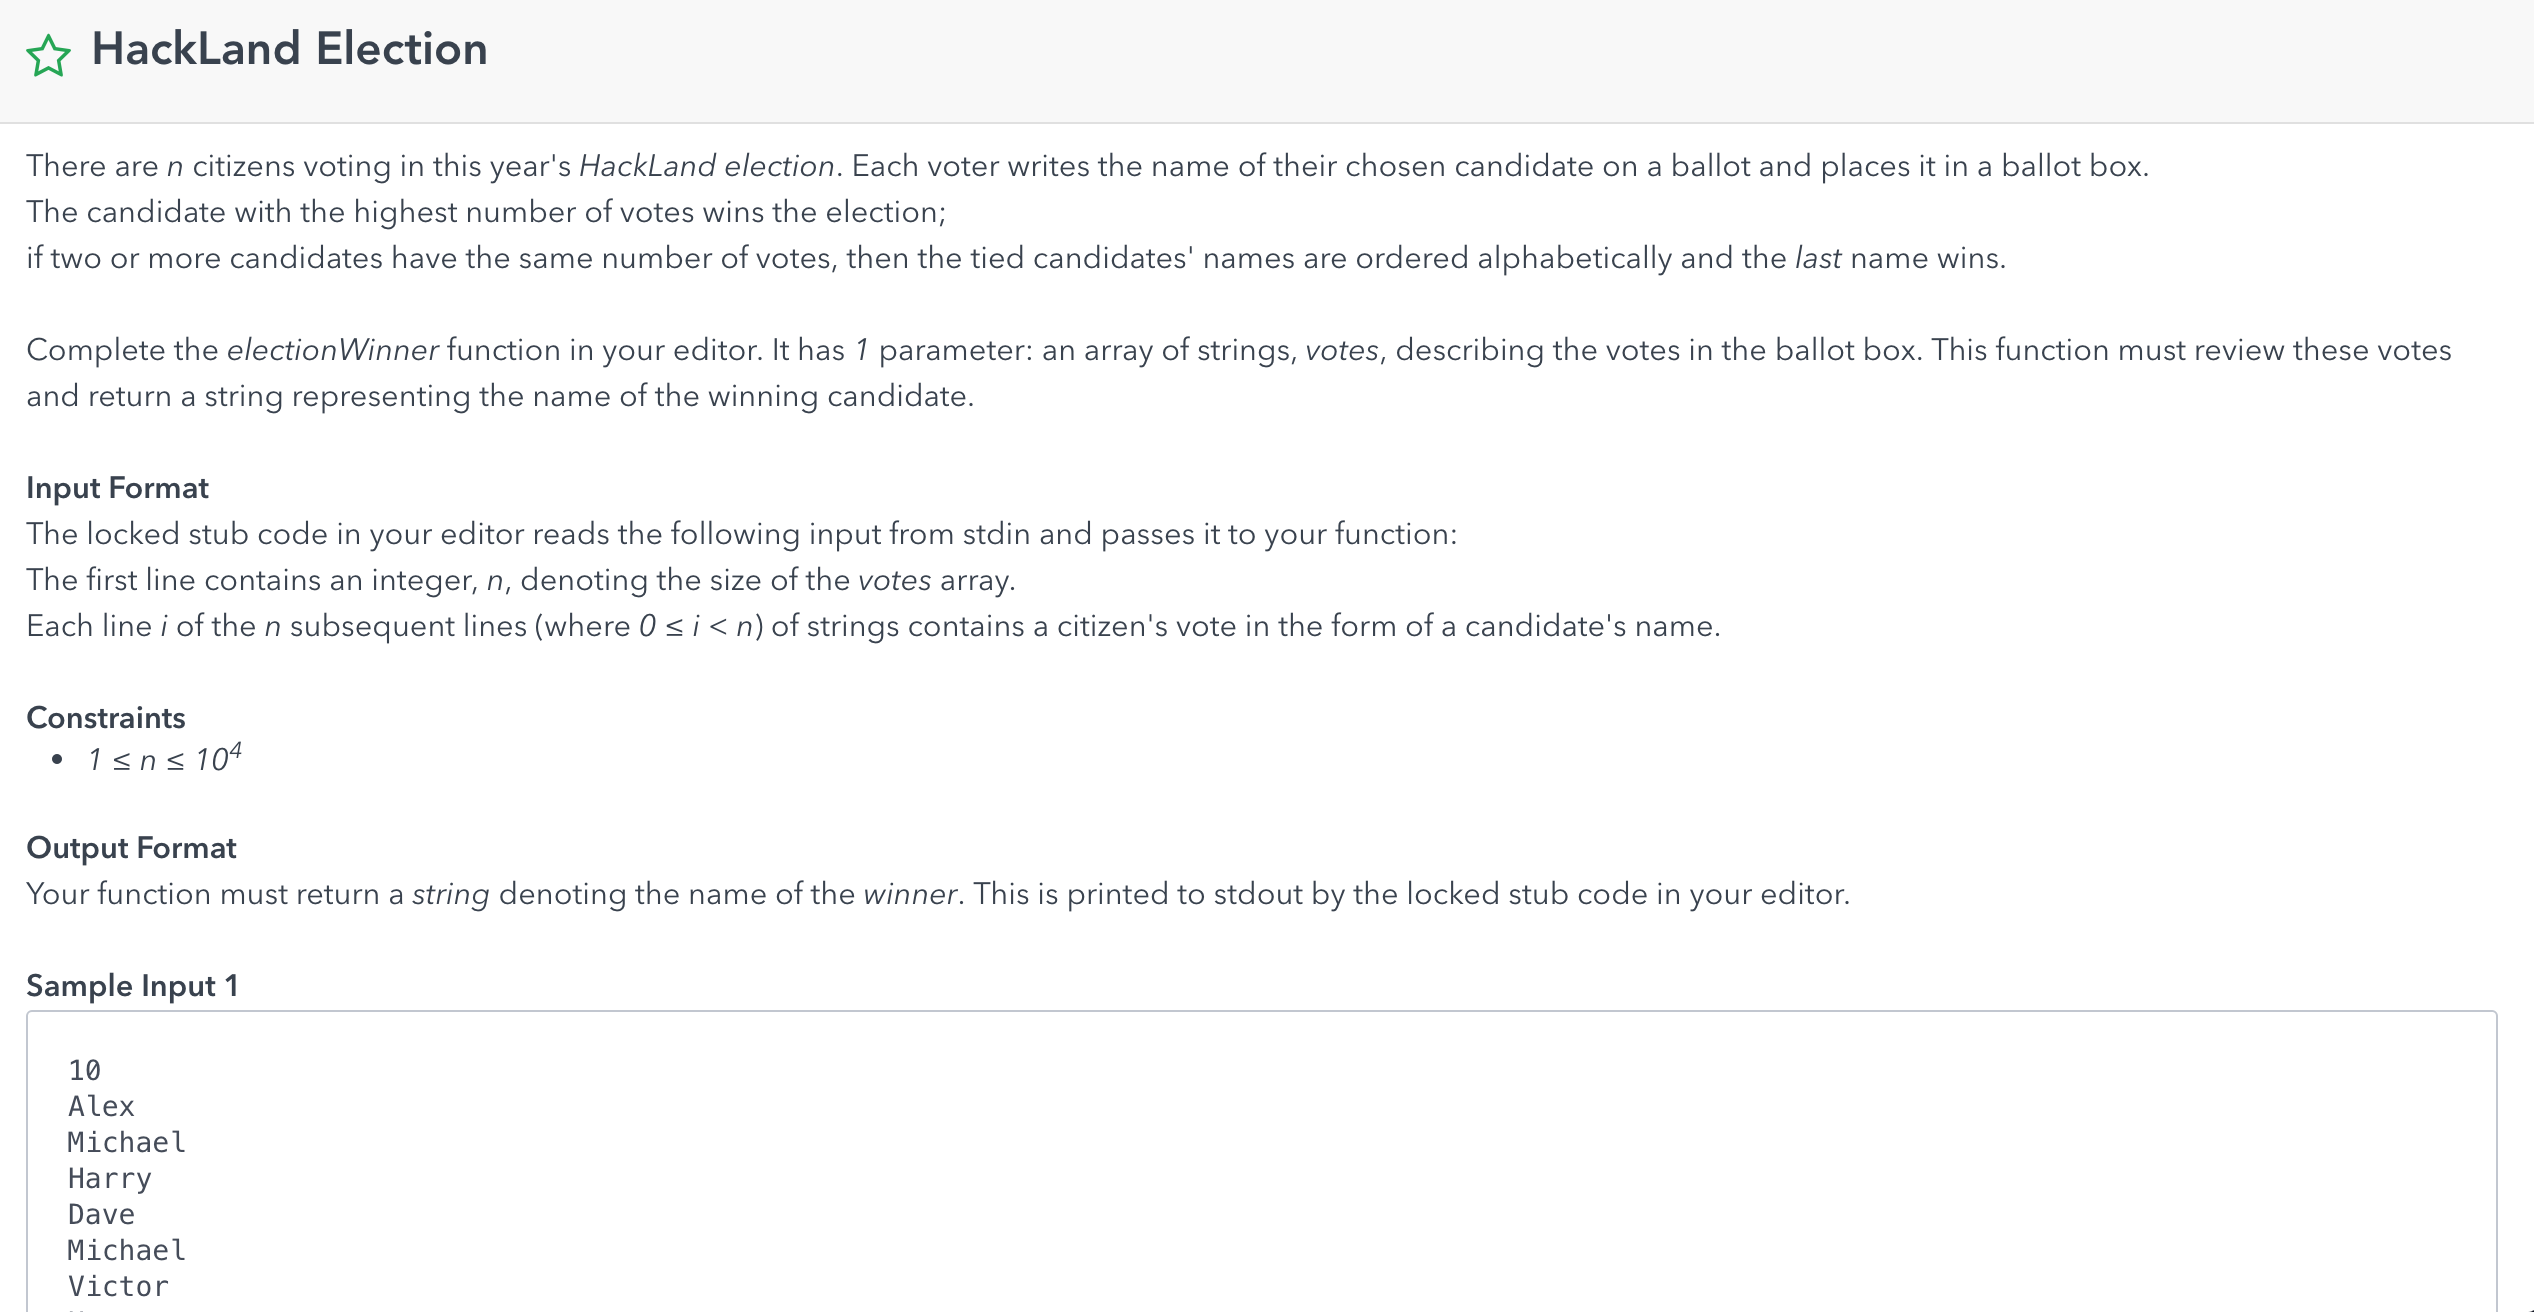 HackLand Election
There are n citizens voting in this year's HackLand election. Each voter writes the name of their chosen candidate on a ballot and places it in a ballot box.
The candidate with the highest number of votes wins the election;
if two or more candidates have the same number of votes, then the tied candidates' names are ordered alphabetically and the last name wins.
Complete the electionWinner function in your editor. It has 1 parameter: an array of strings, votes, describing the votes in the ballot box. This function must review these votes
and return a string representing the name of the winning candidate.
Input Format
The locked stub code in your editor reads the following input from stdin and passes it to your function:
The first line contains an integer, n, denoting the size of the votes array.
Each line i of the n subsequent lines (where 0 ≤ i < n) of strings contains a citizen's vote in the form of a candidate's name.
Constraints
• 1 ≤ n ≤ 10⁴
Output Format
Your function must return a string denoting the name of the winner. This is printed to stdout by the locked stub code in your editor.
Sample Input 1
10
Alex
Michael
Harry
Dave
Michael
Victor